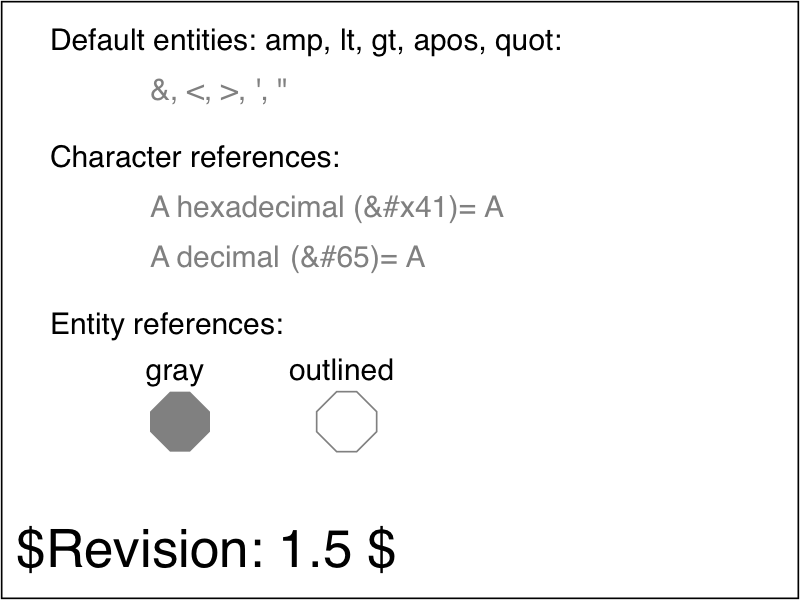 Default entities: amp, lt, gt, apos, quot:
&, <, >, ', "
Character references:
A hexadecimal (&#x41)= A
A decimal (&#65)= A
Entity references:
gray outlined
$Revision: 1.5 $